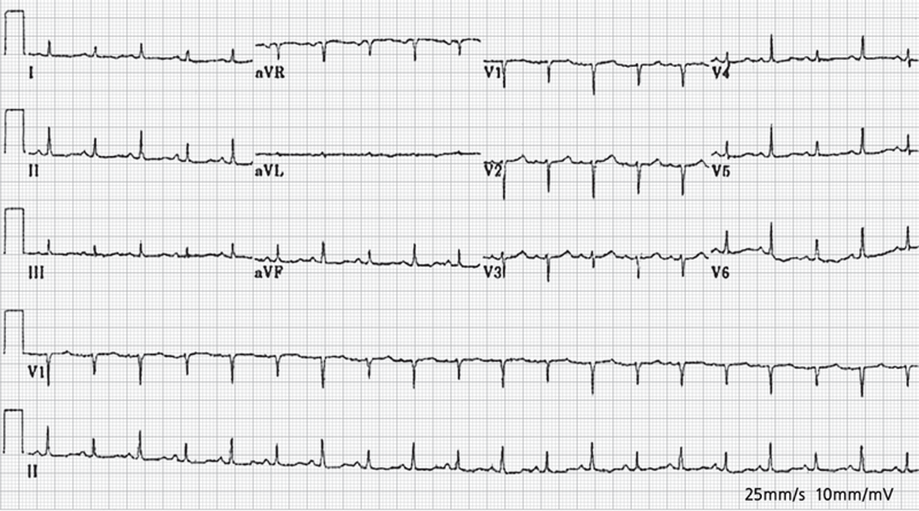 I aVR V1 V4
II aVL V2 V5
III aVF V3 V6
V1
II
25mm/s 10mm/mV